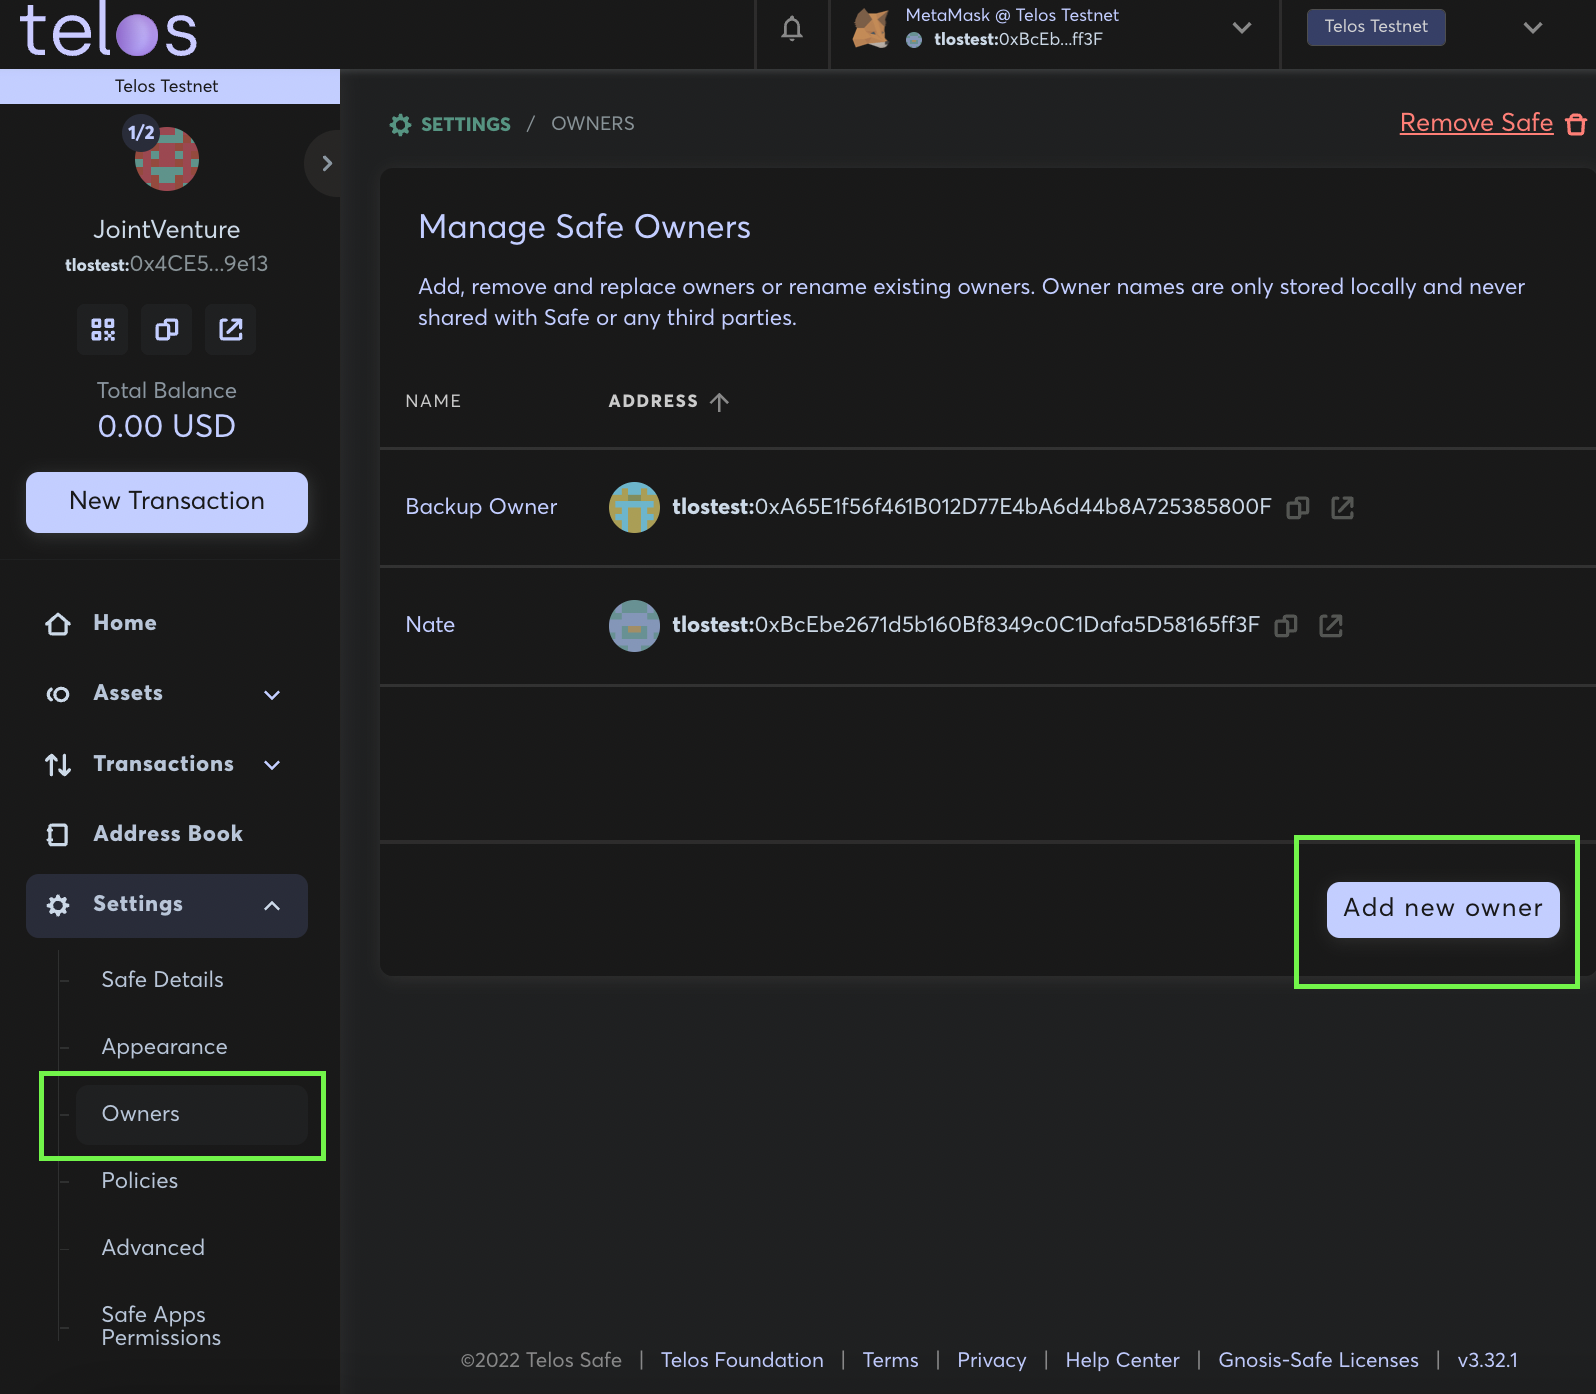 telos
MetaMask @ Telos Testnet
tlostest:0xBcEb...ff3F
Telos Testnet
Telos Testnet
1/2
JointVenture
tlostest:0x4CE5...9e13
Total Balance
0.00 USD
New Transaction
Home
Assets
Transactions
Address Book
Settings
Safe Details
Appearance
Owners
Policies
Advanced
Safe Apps
Permissions
SETTINGS / OWNERS
Remove Safe
Manage Safe Owners
Add, remove and replace owners or rename existing owners. Owner names are only stored locally and never
shared with Safe or any third parties.
NAME ADDRESS
Backup Owner tlostest:0xA65E1f56f461B012D77E4bA6d44b8A725385800F
Nate tlostest:0xBcEbe2671d5b160Bf8349c0C1Dafa5D58165ff3F
Add new owner
©2022 Telos Safe | Telos Foundation | Terms | Privacy | Help Center | Gnosis-Safe Licenses | v3.32.1